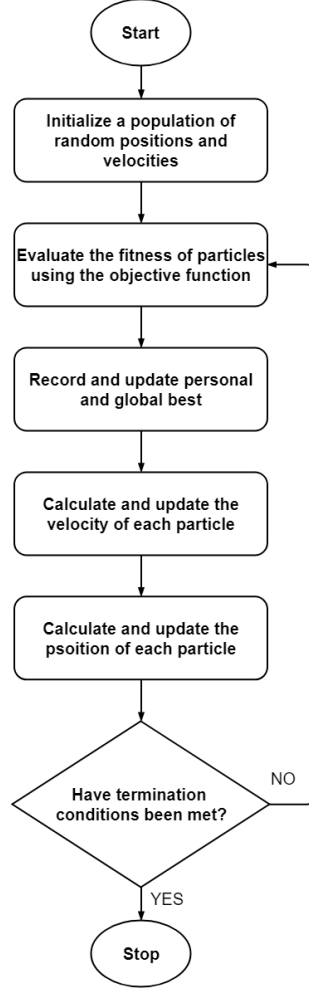 Start
Initialize a population of
random positions and
velocities
Evaluate the fitness of particles
using the objective function
Record and update personal
and global best
Calculate and update the
velocity of each particle
Calculate and update the
psoition of each particle
Have termination
conditions been met?
NO
YES
Stop